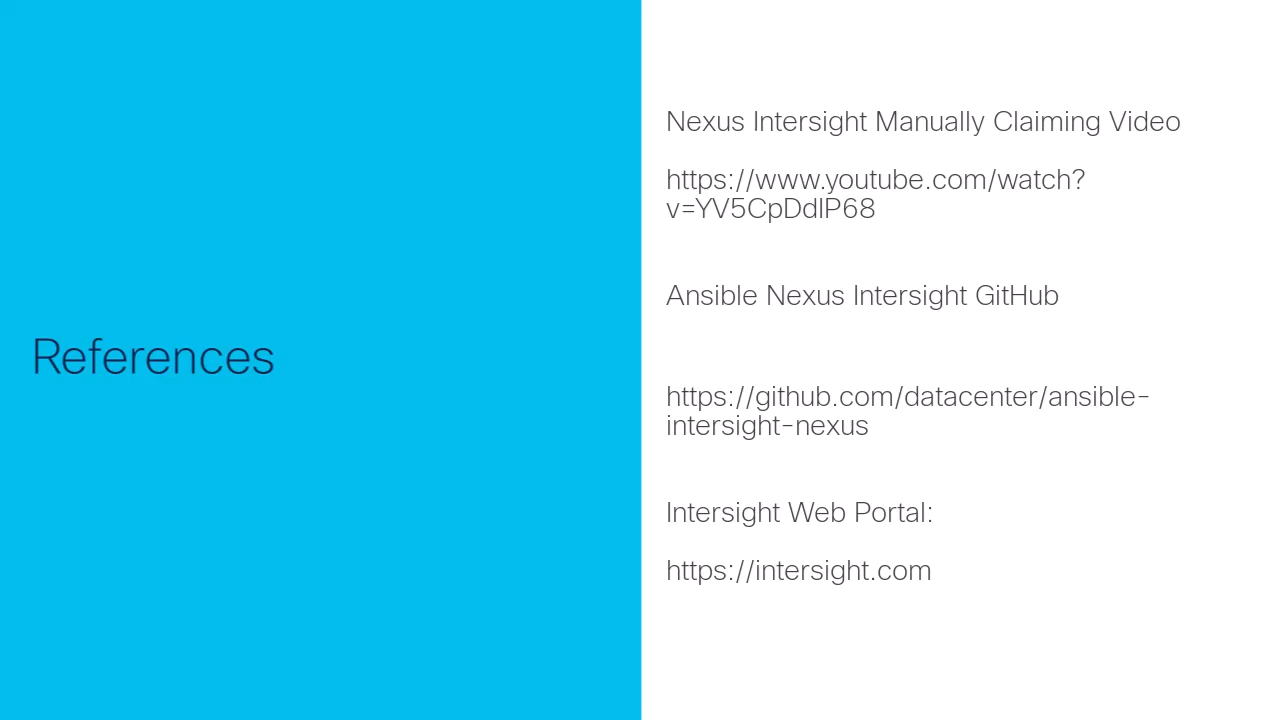 References
Nexus Intersight Manually Claiming Video
https://www.youtube.com/watch?
v=YV5CpDdIP68
Ansible Nexus Intersight GitHub
https://github.com/datacenter/ansible-
intersight-nexus
Intersight Web Portal:
https://intersight.com